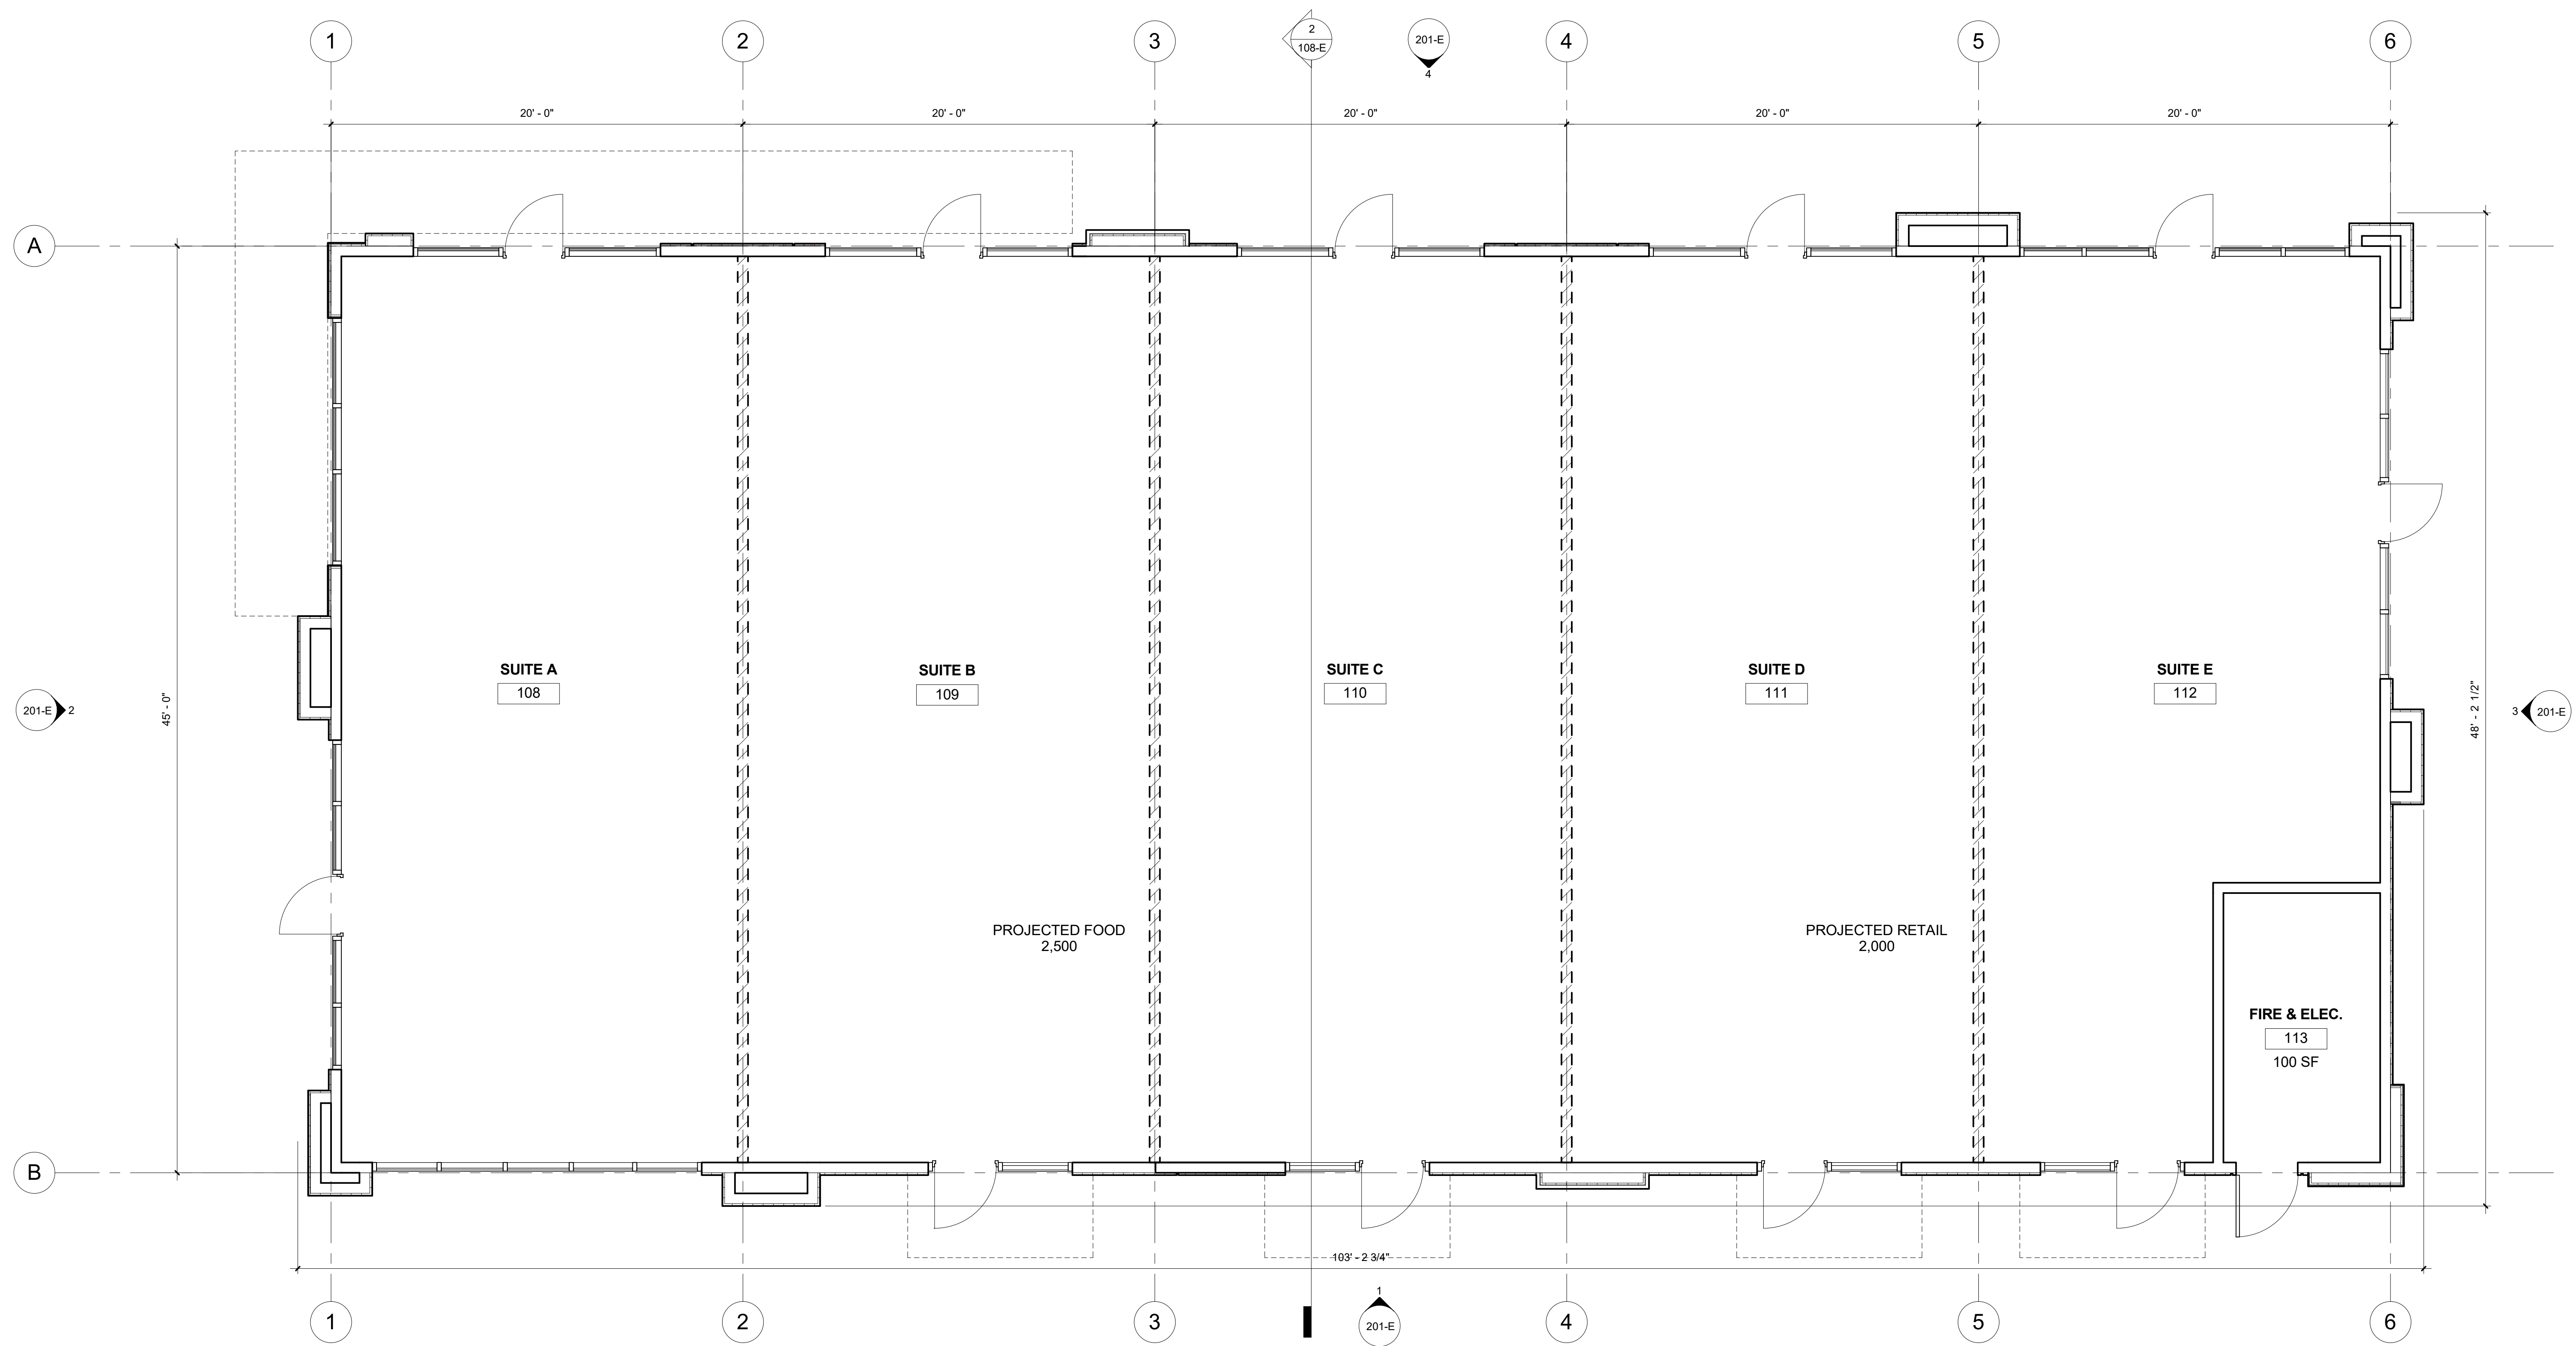 1
2
3
2
108-E
201-E
4
4
5
6
20' - 0"
20' - 0"
20' - 0"
20' - 0"
20' - 0"
A
SUITE A
108
SUITE B
109
SUITE C
110
SUITE D
111
SUITE E
112
201-E
2
45' - 0"
48' - 2 1/2"
3
201-E
PROJECTED FOOD
2,500
PROJECTED RETAIL
2,000
FIRE & ELEC.
113
100 SF
B
103' - 2 3/4"
1
201-E
1
2
3
4
5
6